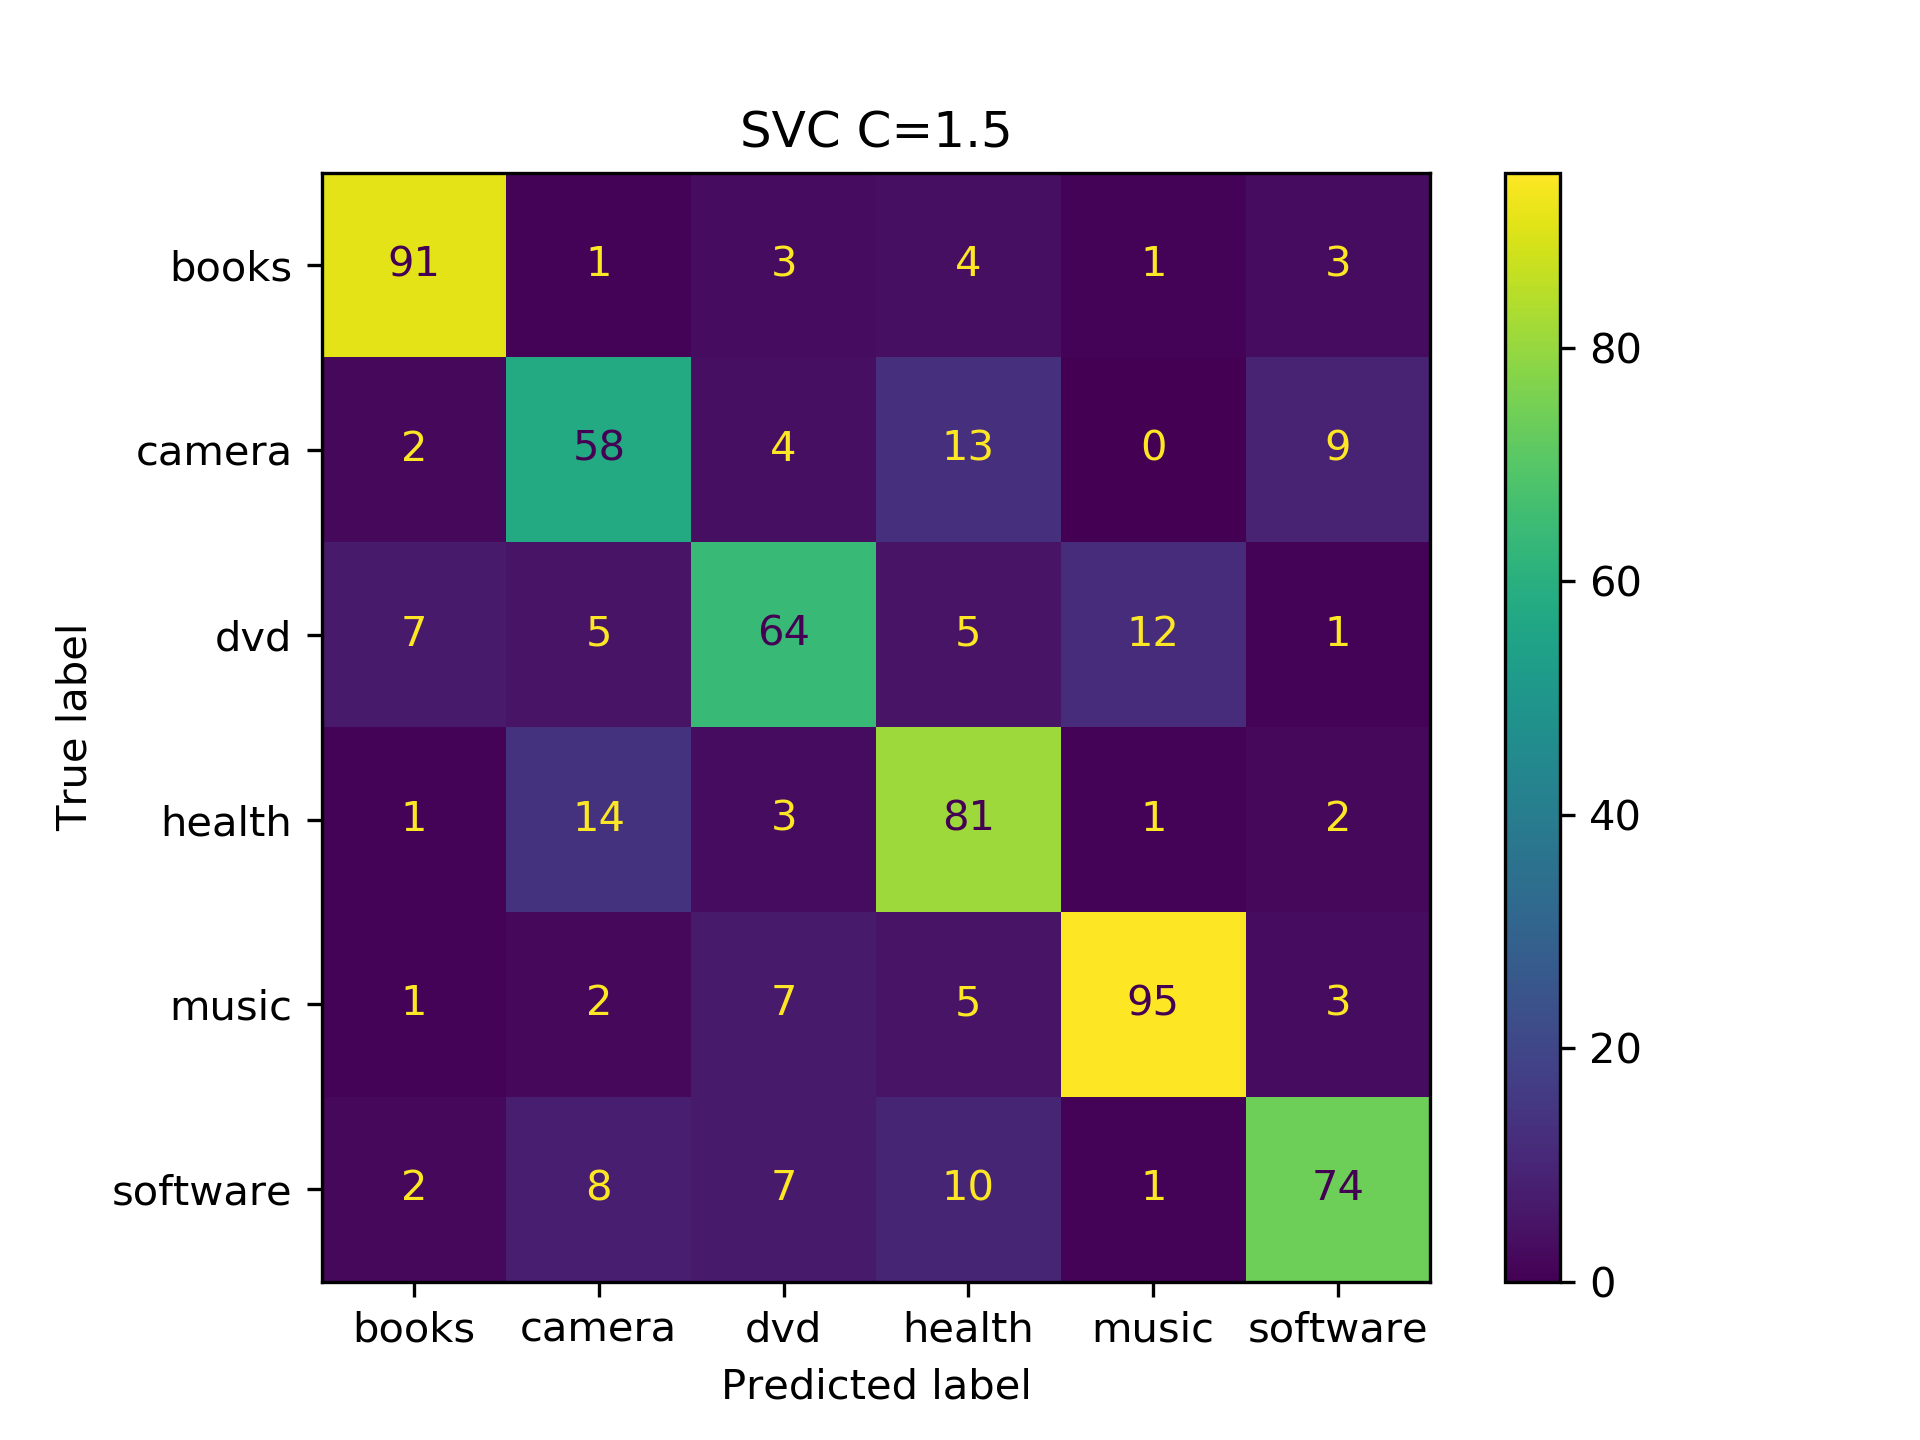 SVC C=1.5
books 91 1 3 4 1 3
camera 2 58 4 13 0 9
dvd 7 5 64 5 12 1
health 1 14 3 81 1 2
music 1 2 7 5 95 3
software 2 8 7 10 1 74
books camera dvd health music software
Predicted label
True label
80
60
40
20
0